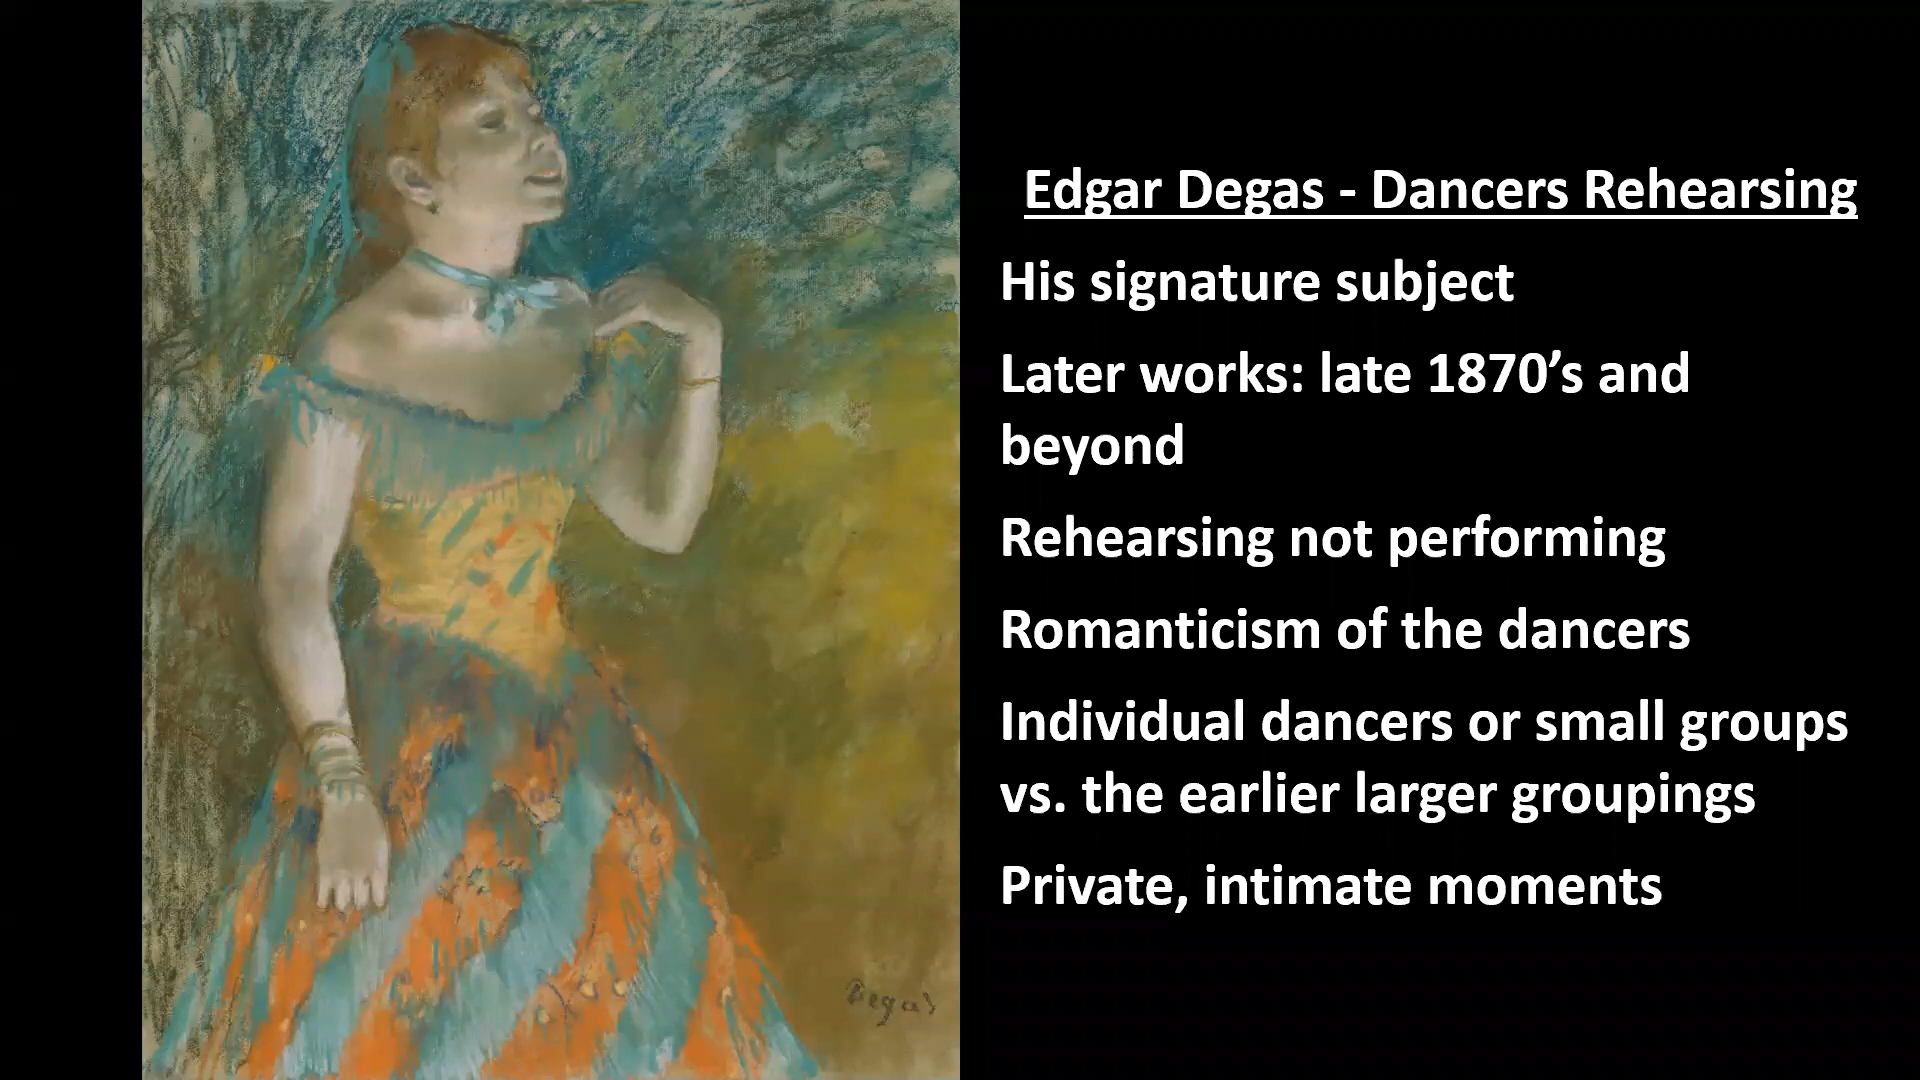 Edgar Degas - Dancers Rehearsing
His signature subject
Later works: late 1870’s and
beyond
Rehearsing not performing
Romanticism of the dancers
Individual dancers or small groups
vs. the earlier larger groupings
Private, intimate moments
Degas